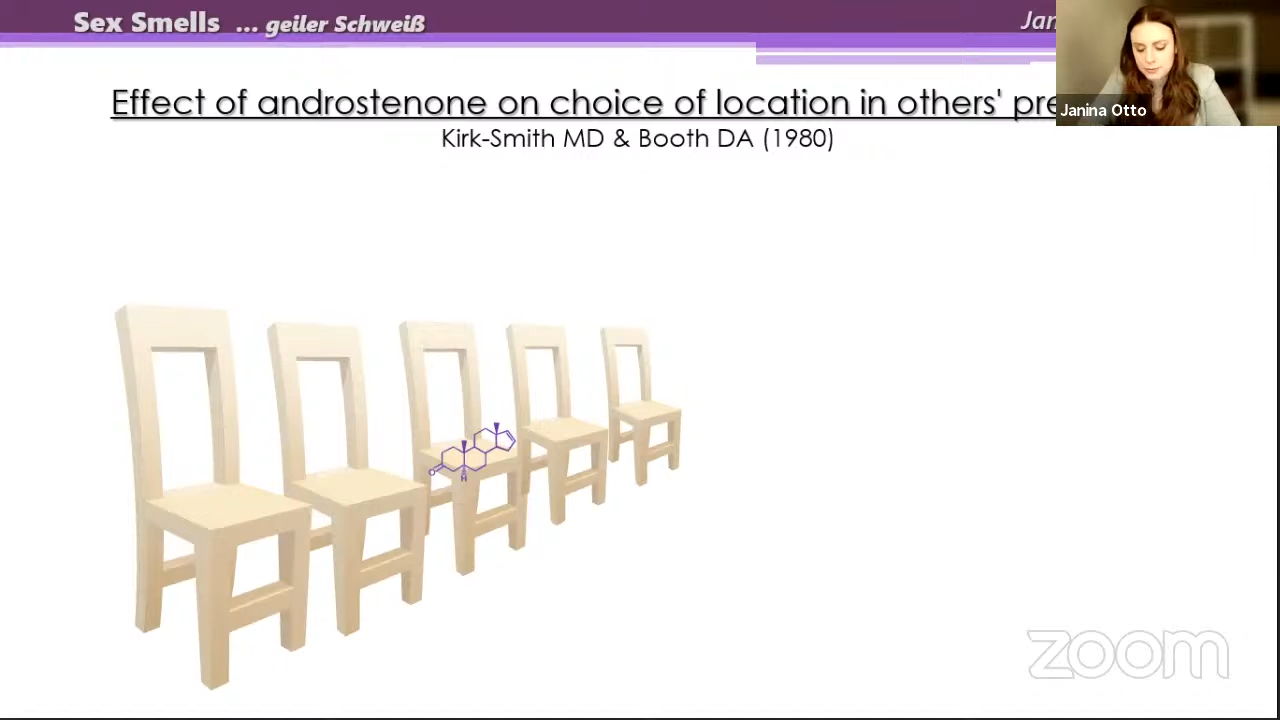 Sex Smells ... geiler Schweiß
Jan
Janina Otto
Effect of androstenone on choice of location in others' pre
Kirk-Smith MD & Booth DA (1980)
O
H
zoom